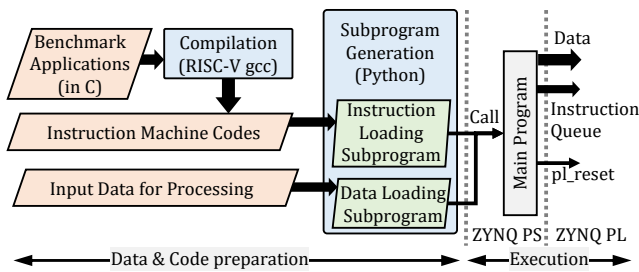 Benchmark
Applications
(in C)
Compilation
(RISC-V gcc)
Subprogram
Generation
(Python)
Instruction Machine Codes
Instruction
Loading
Subprogram
Input Data for Processing
Data Loading
Subprogram
Call
Main Program
Data
Instruction
Queue
pl_reset
ZYNQ PS
ZYNQ PL
Data & Code preparation
Execution